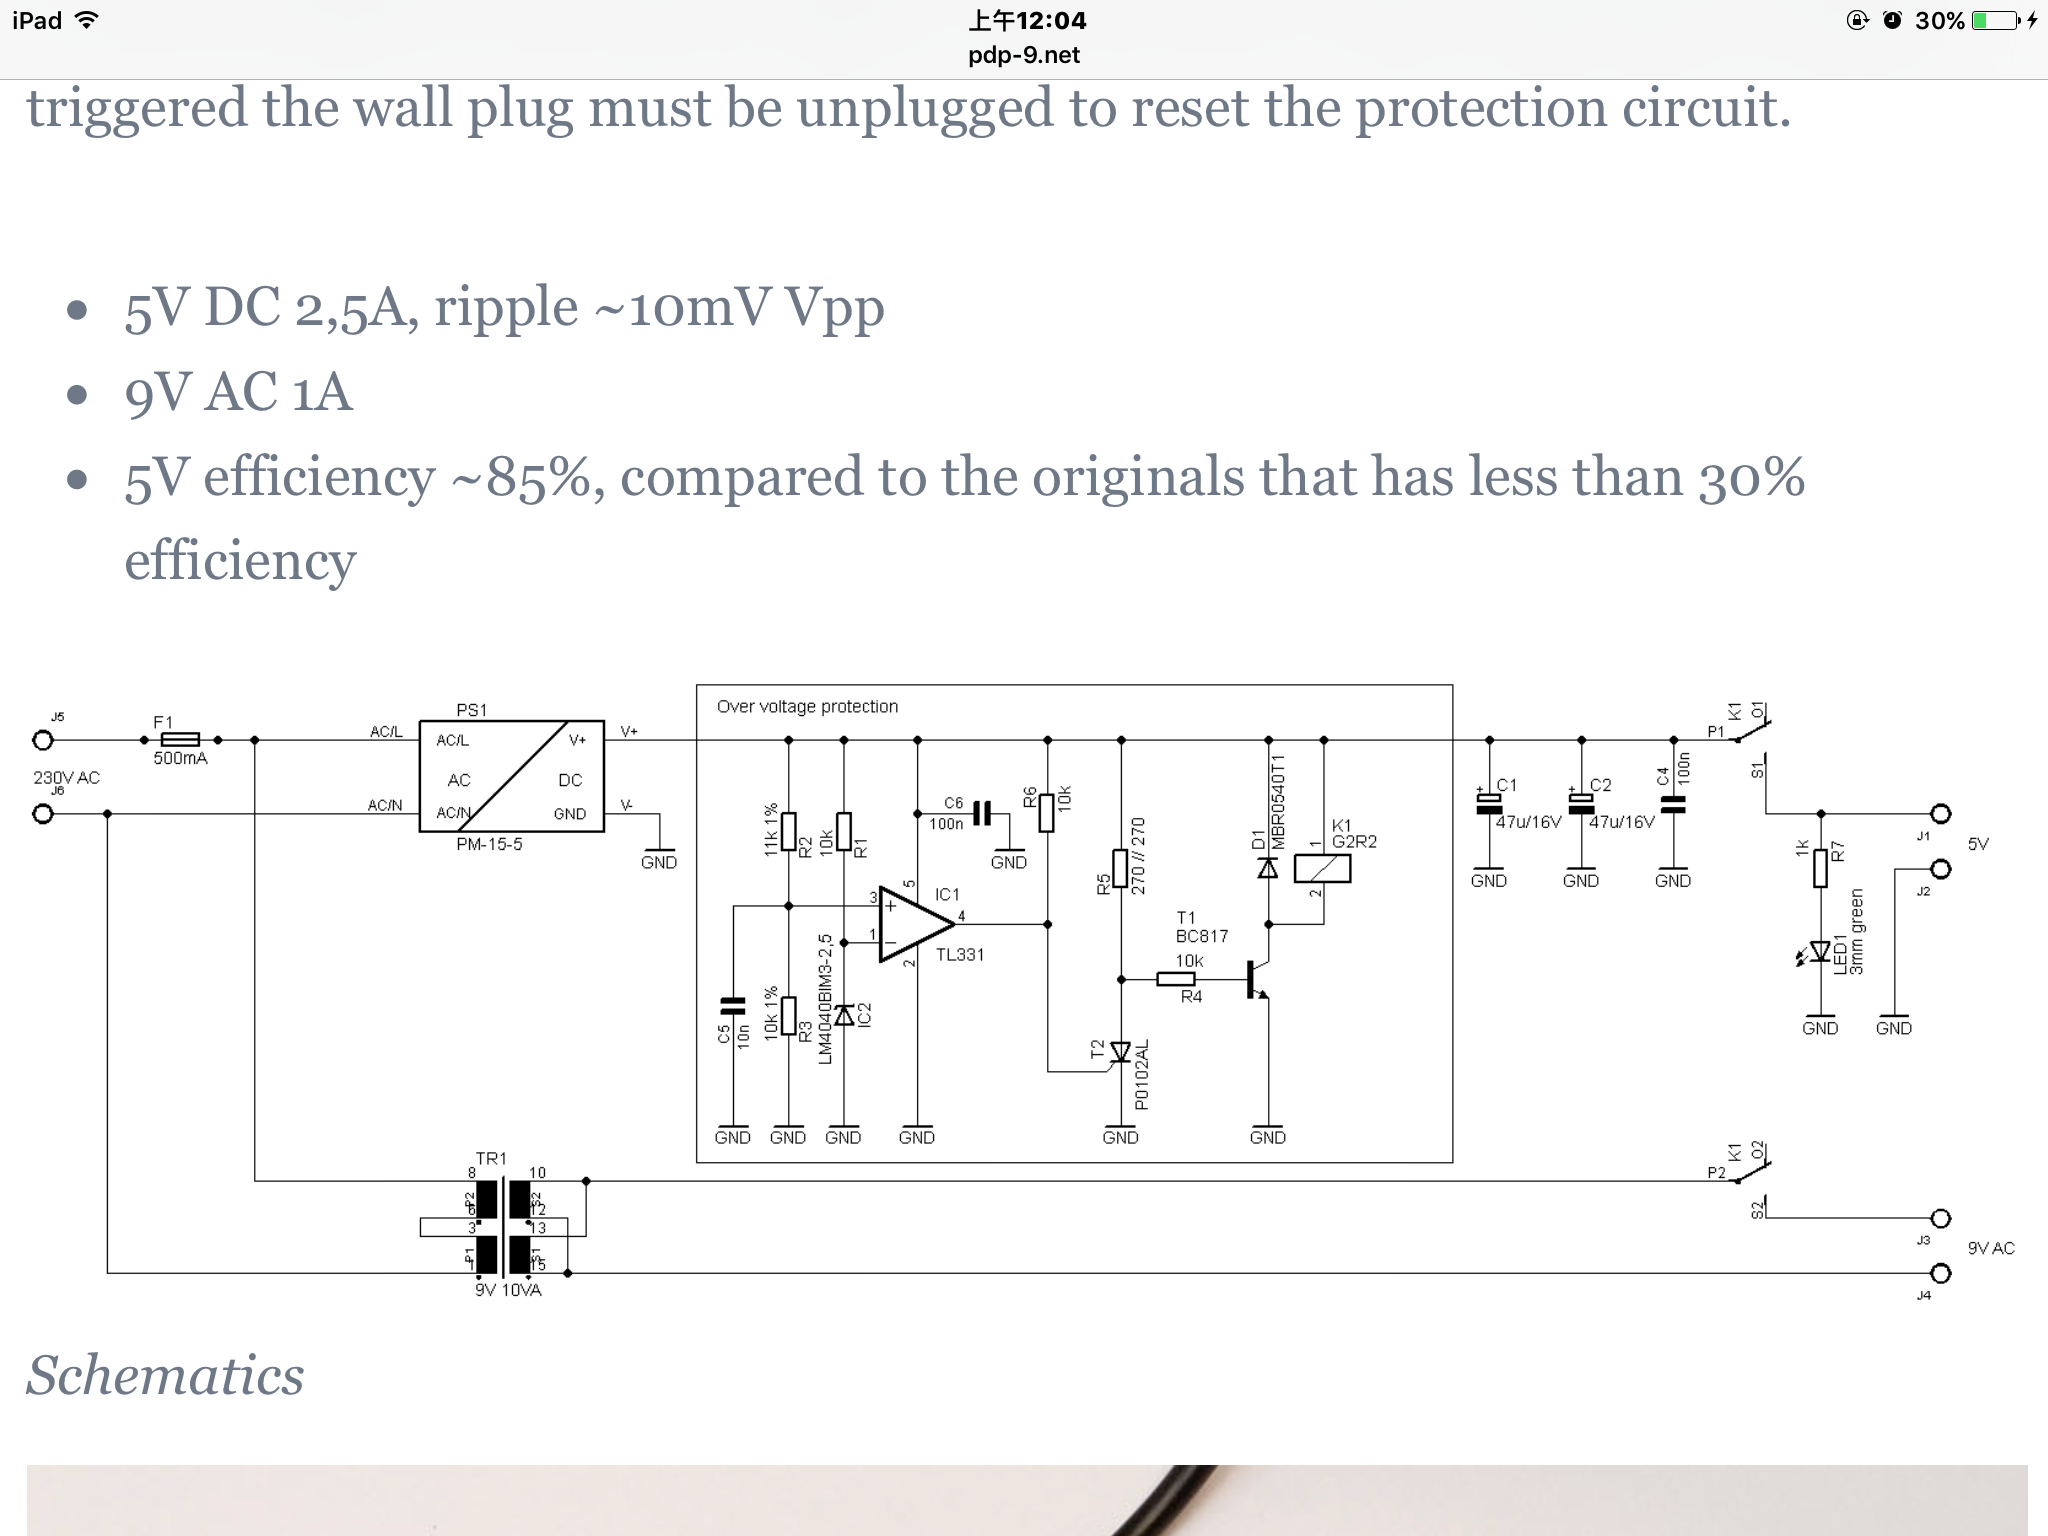 iPad
上午12:04
30%
pdp-9.net
triggered the wall plug must be unplugged to reset the protection circuit.
5V DC 2,5A, ripple ~10mV Vpp
9V AC 1A
5V efficiency ~85%, compared to the originals that has less than 30%
efficiency
Over voltage protection
J5
F1
500mA
230V AC
J6
AC/L
AC/N
PS1
AC/L
V+
AC
DC
AC/N
GND
PM-15-5
V+
V-
GND
11k 1%
R2
10k
R1
C6
100n
GND
R6
10k
R5
270 // 270
D1
MBR0540T1
K1
G2R2
1
2
3
+
1
−
5
2
4
IC1
TL331
C5
10n
10k 1%
R3
LM4040BIM3-2,5
IC2
T1
BC817
10k
R4
T2
P0102AL
GND
GND
GND
GND
GND
GND
+
C1
47u/16V
GND
+
C2
47u/16V
GND
C4
100n
GND
P1
K1
O1
S1
1k
R7
LED1
3mm green
GND
GND
J1
5V
J2
TR1
8
10
P2
S2
6
12
3
13
P1
S1
1
15
9V 10VA
P2
K1
O2
S2
J3
9V AC
J4
Schematics